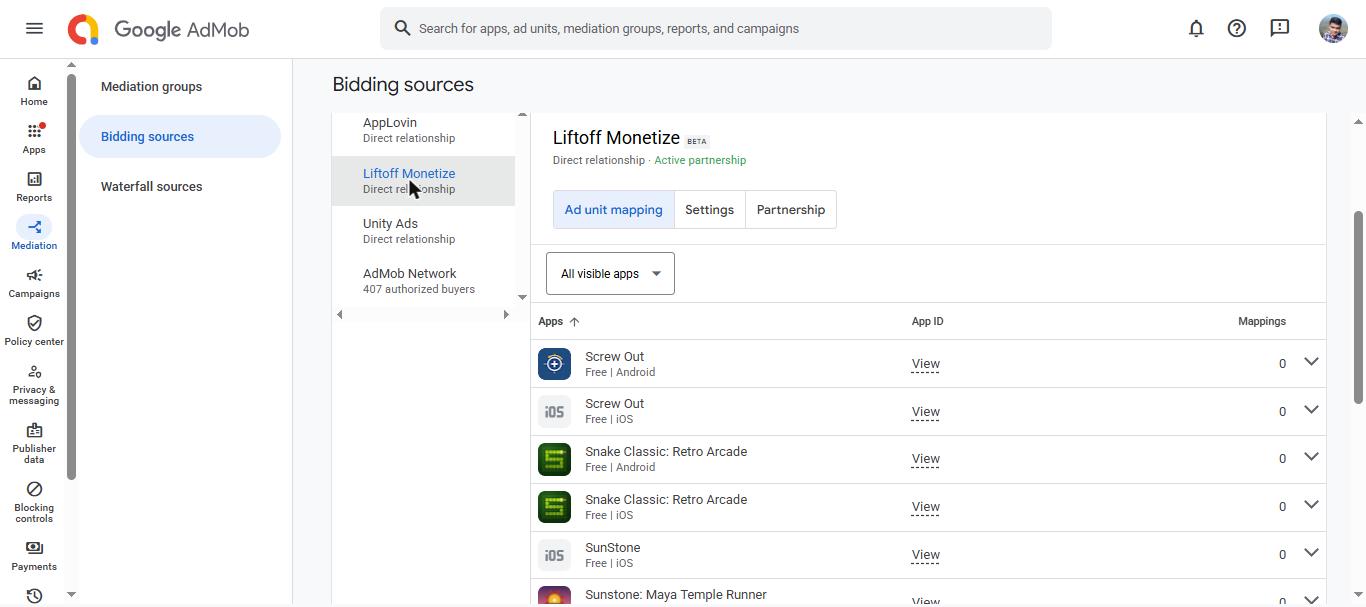 Google AdMob
Search for apps, ad units, mediation groups, reports, and campaigns
Home
Apps
Reports
Mediation
Campaigns
Policy center
Privacy &
messaging
Publisher
data
Blocking
controls
Payments
Mediation groups
Bidding sources
Waterfall sources
Bidding sources
AppLovin
Direct relationship
Liftoff Monetize
Direct relationship
Unity Ads
Direct relationship
AdMob Network
407 authorized buyers
Liftoff Monetize BETA
Direct relationship · Active partnership
Ad unit mapping Settings Partnership
All visible apps
Apps App ID Mappings
Screw Out
Free | Android
View 0
iOS
Screw Out
Free | iOS
View 0
Snake Classic: Retro Arcade
Free | Android
View 0
Snake Classic: Retro Arcade
Free | iOS
View 0
iOS
SunStone
Free | iOS
View 0
Sunstone: Maya Temple Runner
View 0